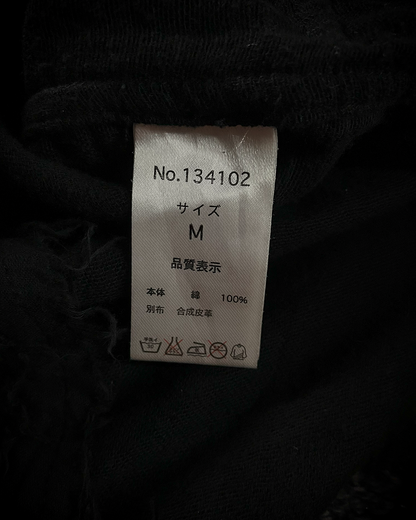 No.134102
サイズ
M
品質表示
本体 綿 100%
別布 合成皮革